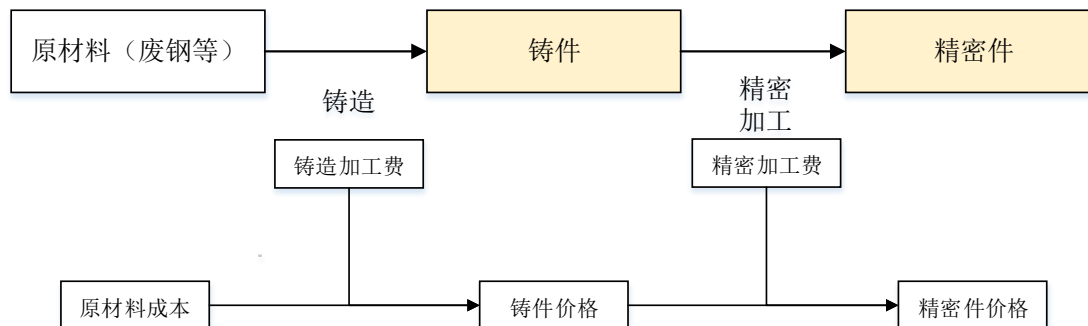 原材料（废钢等）
铸件
精密件
铸造
精密
加工
铸造加工费
精密加工费
原材料成本
铸件价格
精密件价格